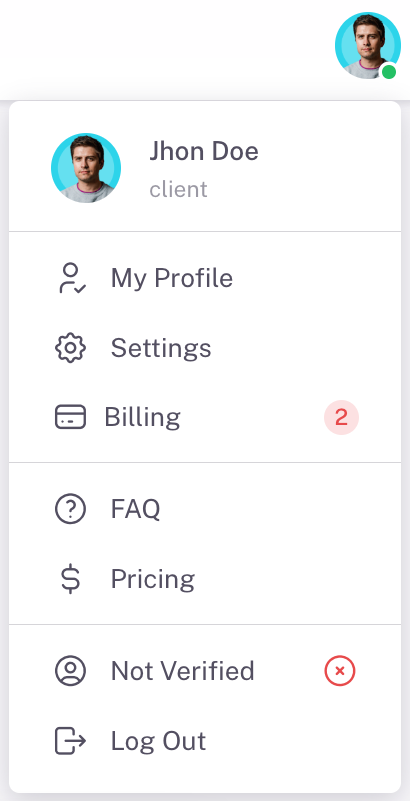 Jhon Doe
client
My Profile
Settings
Billing 2
FAQ
Pricing
Not Verified
Log Out